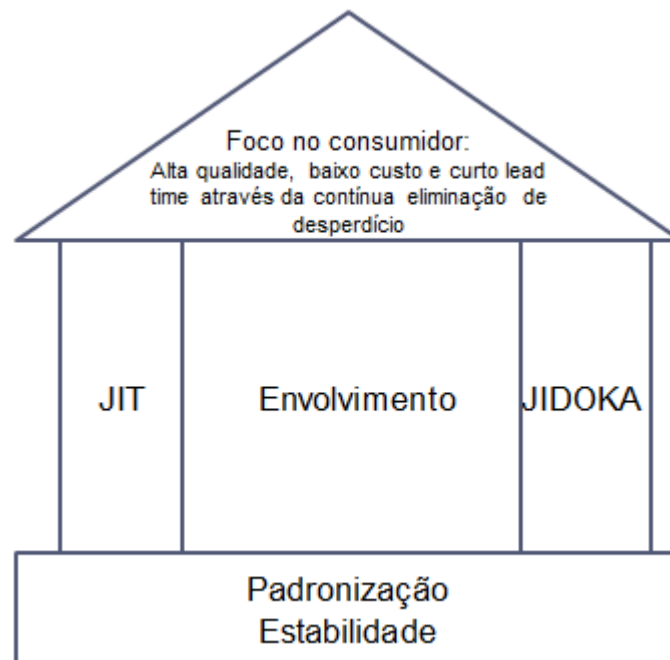 Foco no consumidor:
Alta qualidade, baixo custo e curto lead
time através da contínua eliminação de
desperdício
JIT
Envolvimento
JIDOKA
Padronização
Estabilidade